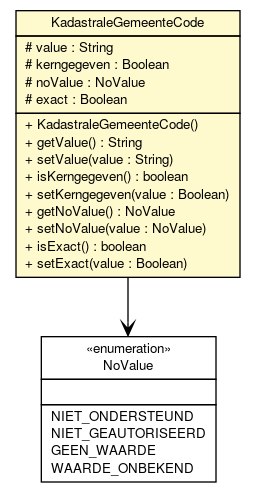 KadastraleGemeenteCode
# value : String
# kerngegeven : Boolean
# noValue : NoValue
# exact : Boolean
+ KadastraleGemeenteCode()
+ getValue() : String
+ setValue(value : String)
+ isKerngegeven() : boolean
+ setKerngegeven(value : Boolean)
+ getNoValue() : NoValue
+ setNoValue(value : NoValue)
+ isExact() : boolean
+ setExact(value : Boolean)
«enumeration»
NoValue
NIET_ONDERSTEUND
NIET_GEAUTORISEERD
GEEN_WAARDE
WAARDE_ONBEKEND